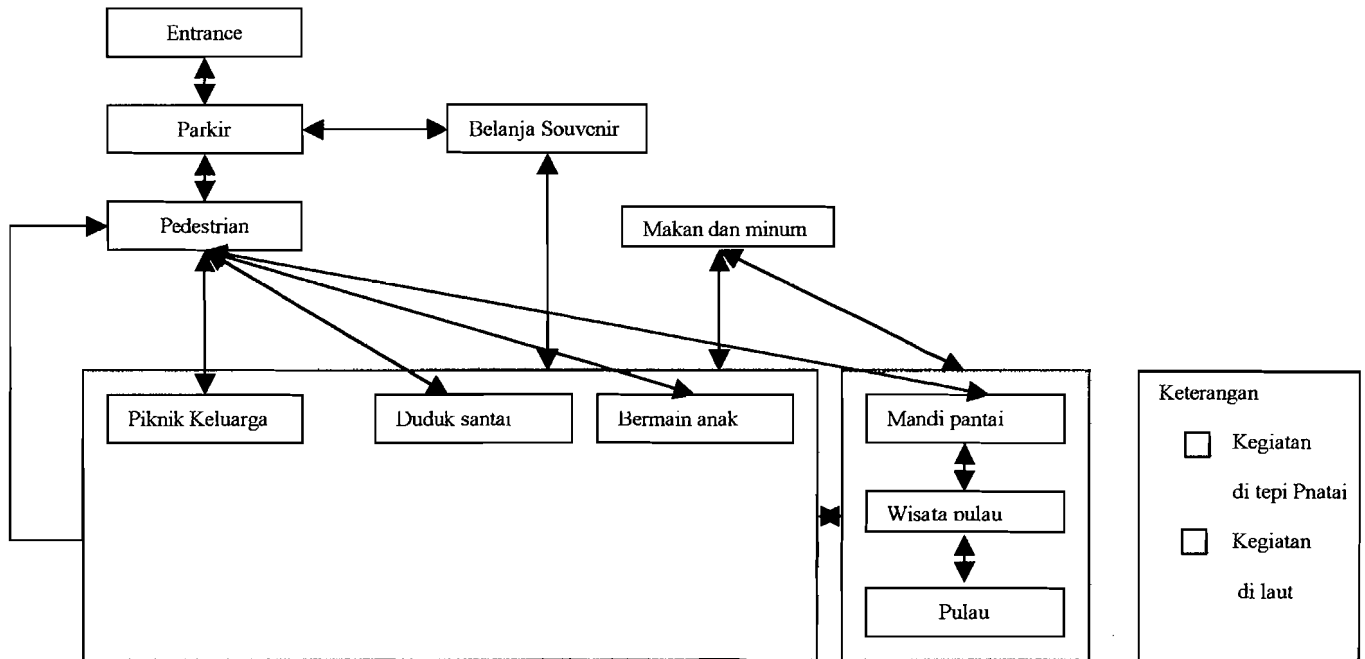 Entrance
Parkir
Belanja Souvenir
Pedestrian
Makan dan minum
Piknik Keluarga
Duduk santai
Bermain anak
Mandi pantai
Wisata pulau
Pulau
Keterangan
Kegiatan
di tepi Pnatai
Kegiatan
di laut